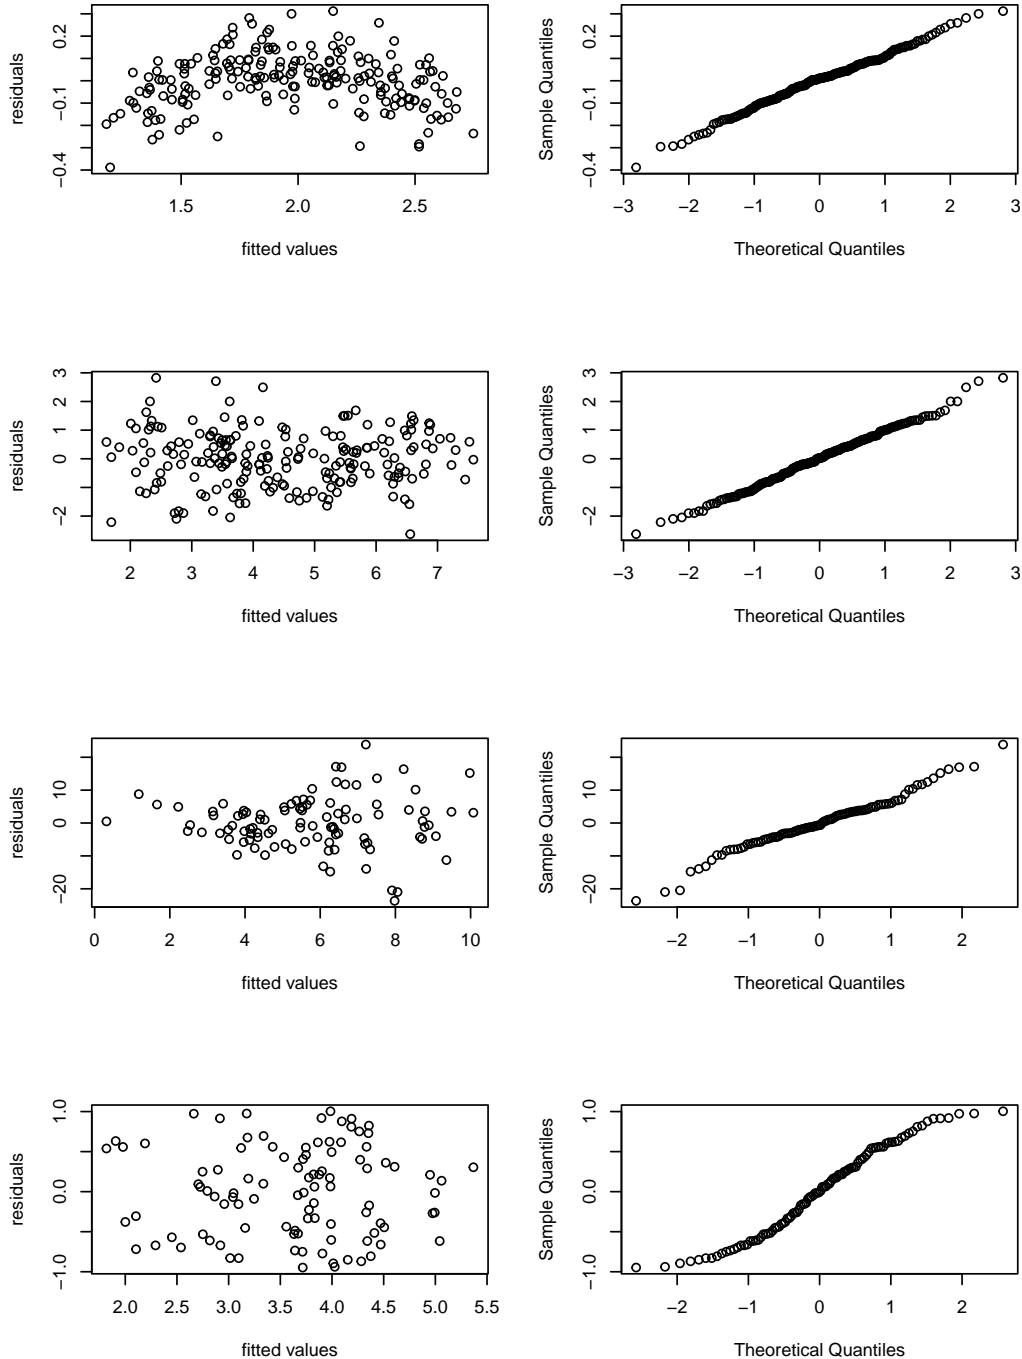 residuals
−0.4 −0.1 0.2
1.5 2.0 2.5
fitted values
Sample Quantiles
−0.4 −0.1 0.2
−3 −2 −1 0 1 2 3
Theoretical Quantiles
residuals
−2 0 1 2 3
2 3 4 5 6 7
fitted values
Sample Quantiles
−2 0 1 2 3
−3 −2 −1 0 1 2 3
Theoretical Quantiles
residuals
−20 0 10
0 2 4 6 8 10
fitted values
Sample Quantiles
−20 0 10
−2 −1 0 1 2
Theoretical Quantiles
residuals
−1.0 0.0 1.0
2.0 2.5 3.0 3.5 4.0 4.5 5.0 5.5
fitted values
Sample Quantiles
−1.0 0.0 1.0
−2 −1 0 1 2
Theoretical Quantiles